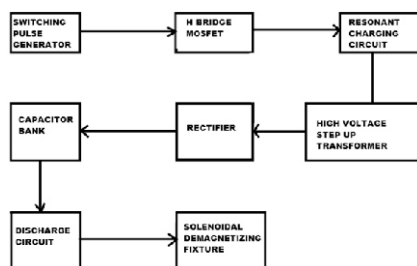 SWITCHING
PULSE
GENERATOR
H BRIDGE
MOSFET
RESONANT
CHARGING
CIRCUIT
CAPACITOR
BANK
RECTIFIER
HIGH VOLTAGE
STEP UP
TRANSFORMER
DISCHARGE
CIRCUIT
SOLENOIDAL
DEMAGNETIZING
FIXTURE